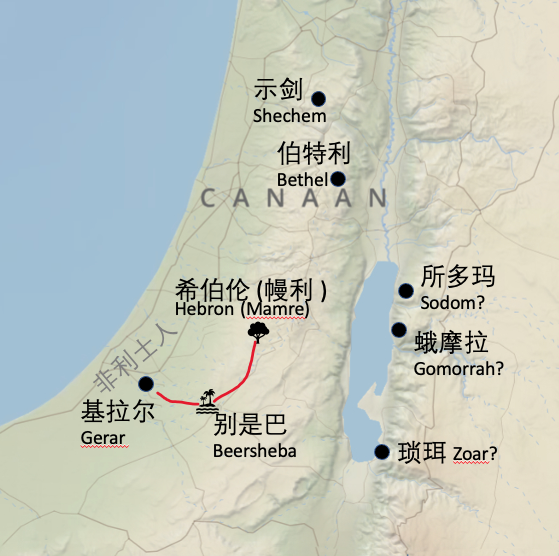 示剑
Shechem
伯特利
Bethel
CANAAN
所多玛
Sodom?
希伯伦 (幔利 )
Hebron (Mamre)
蛾摩拉
Gomorrah?
非利士人
基拉尔
Gerar
别是巴
Beersheba
琐珥 Zoar?